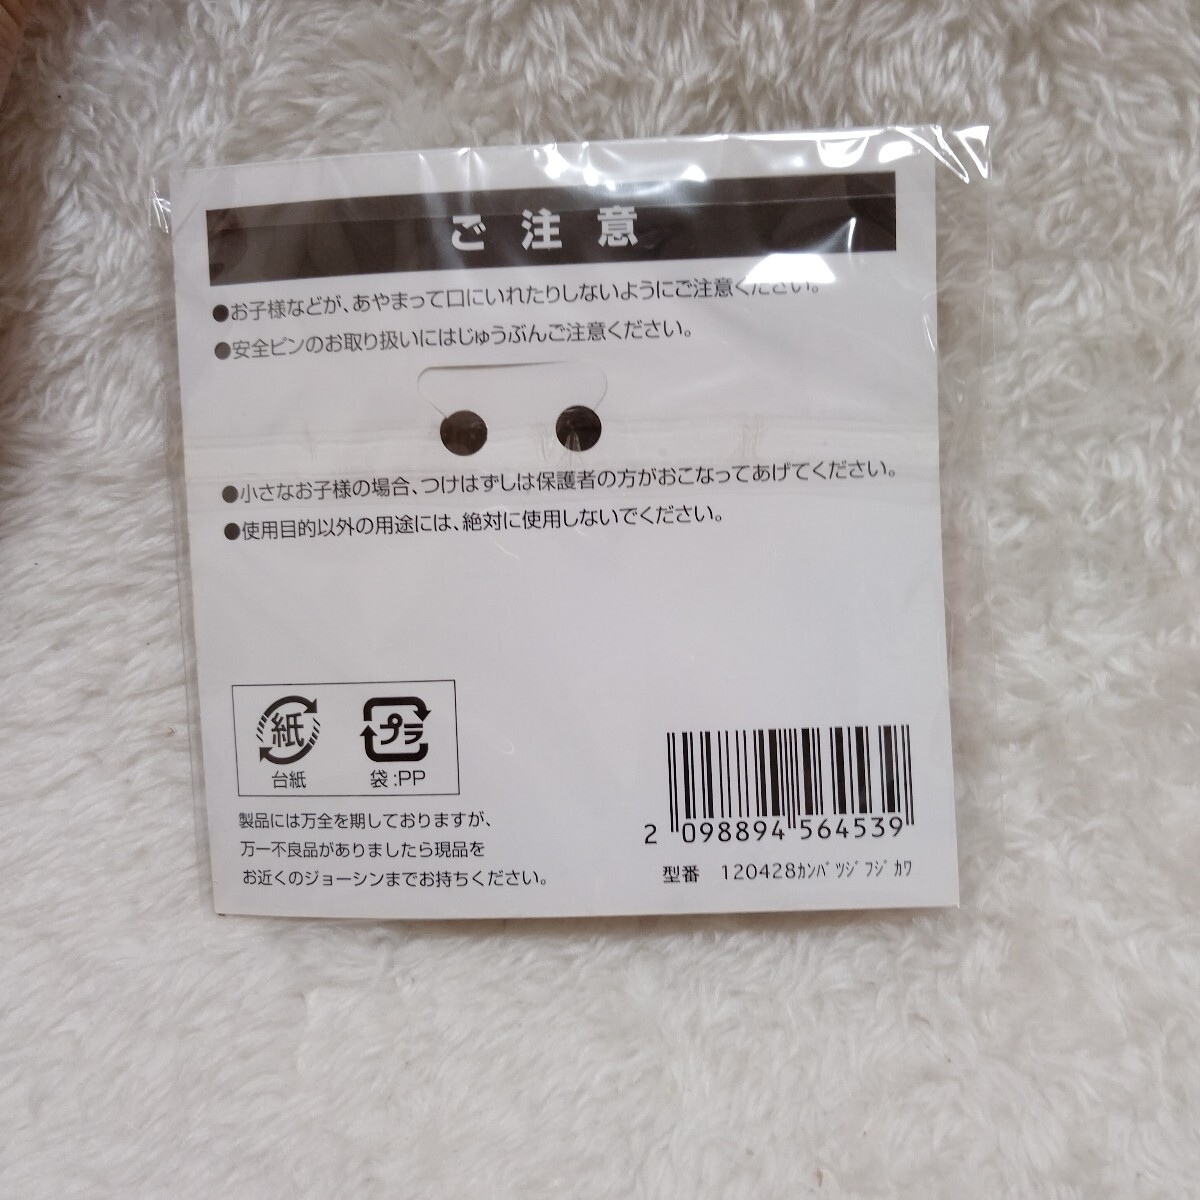 ご注意
●お子様などが、あやまって口にいれたりしないようにご注意ください。
●安全ピンのお取り扱いにはじゅうぶんご注意ください。
●小さなお子様の場合、つけはずしは保護者の方がおこなってあげてください。
●使用目的以外の用途には、絶対に使用しないでください。
紙 プラ
台紙 袋:PP
製品には万全を期しておりますが、
万一不良品がありましたら現品を
お近くのジョーシンまでお持ちください。
2 098894 564539
型番 120428ｶﾝﾊﾞﾂｼﾞﾌｼﾞｶﾜ